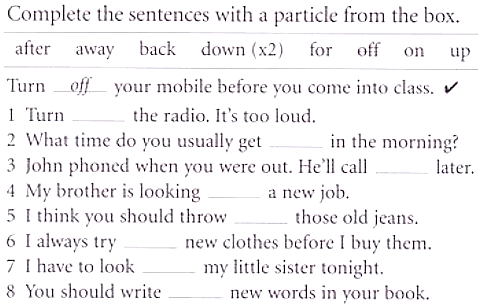 Complete the sentences with a particle from the box.
after away back down (x2) for off on up
Turn off your mobile before you come into class. ✓
1 Turn ______ the radio. It's too loud.
2 What time do you usually get ______ in the morning?
3 John phoned when you were out. He'll call ______ later.
4 My brother is looking ______ a new job.
5 I think you should throw ______ those old jeans.
6 I always try ______ new clothes before I buy them.
7 I have to look ______ my little sister tonight.
8 You should write ______ new words in your book.